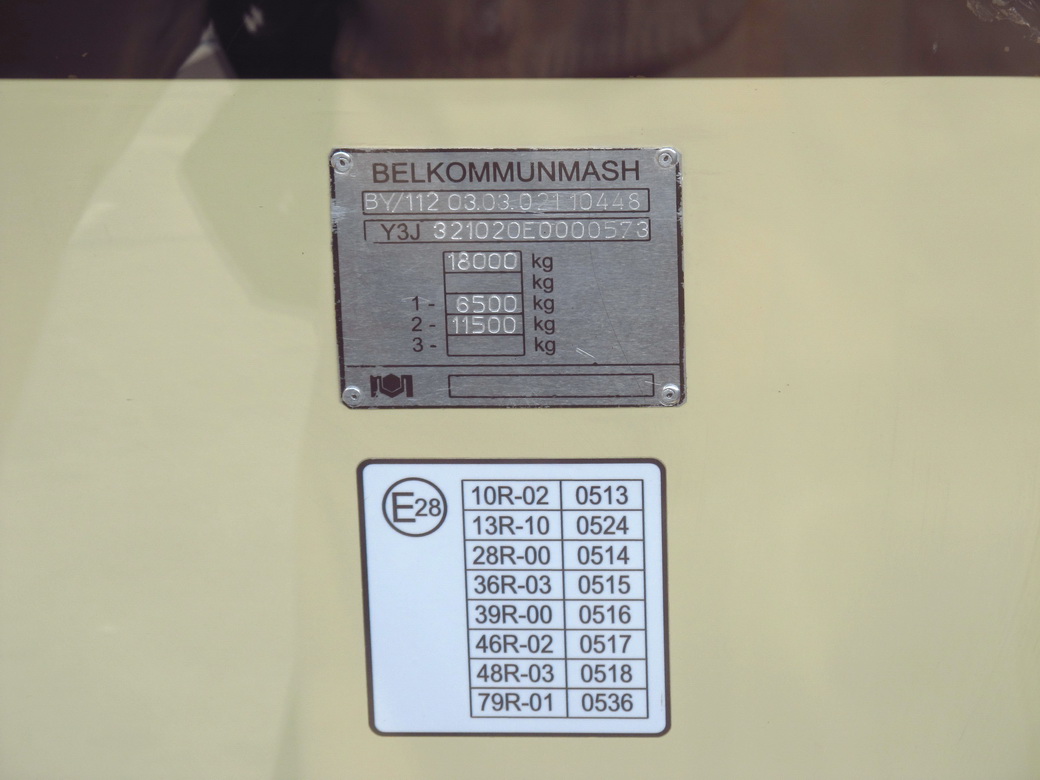 BELKOMMUNMASH
BY/112 03.03.021 10448
Y3J 321020E0000573
18000 kg
kg
1 - 6500 kg
2 - 11500 kg
3 - kg
E28
10R-02 0513
13R-10 0524
28R-00 0514
36R-03 0515
39R-00 0516
46R-02 0517
48R-03 0518
79R-01 0536